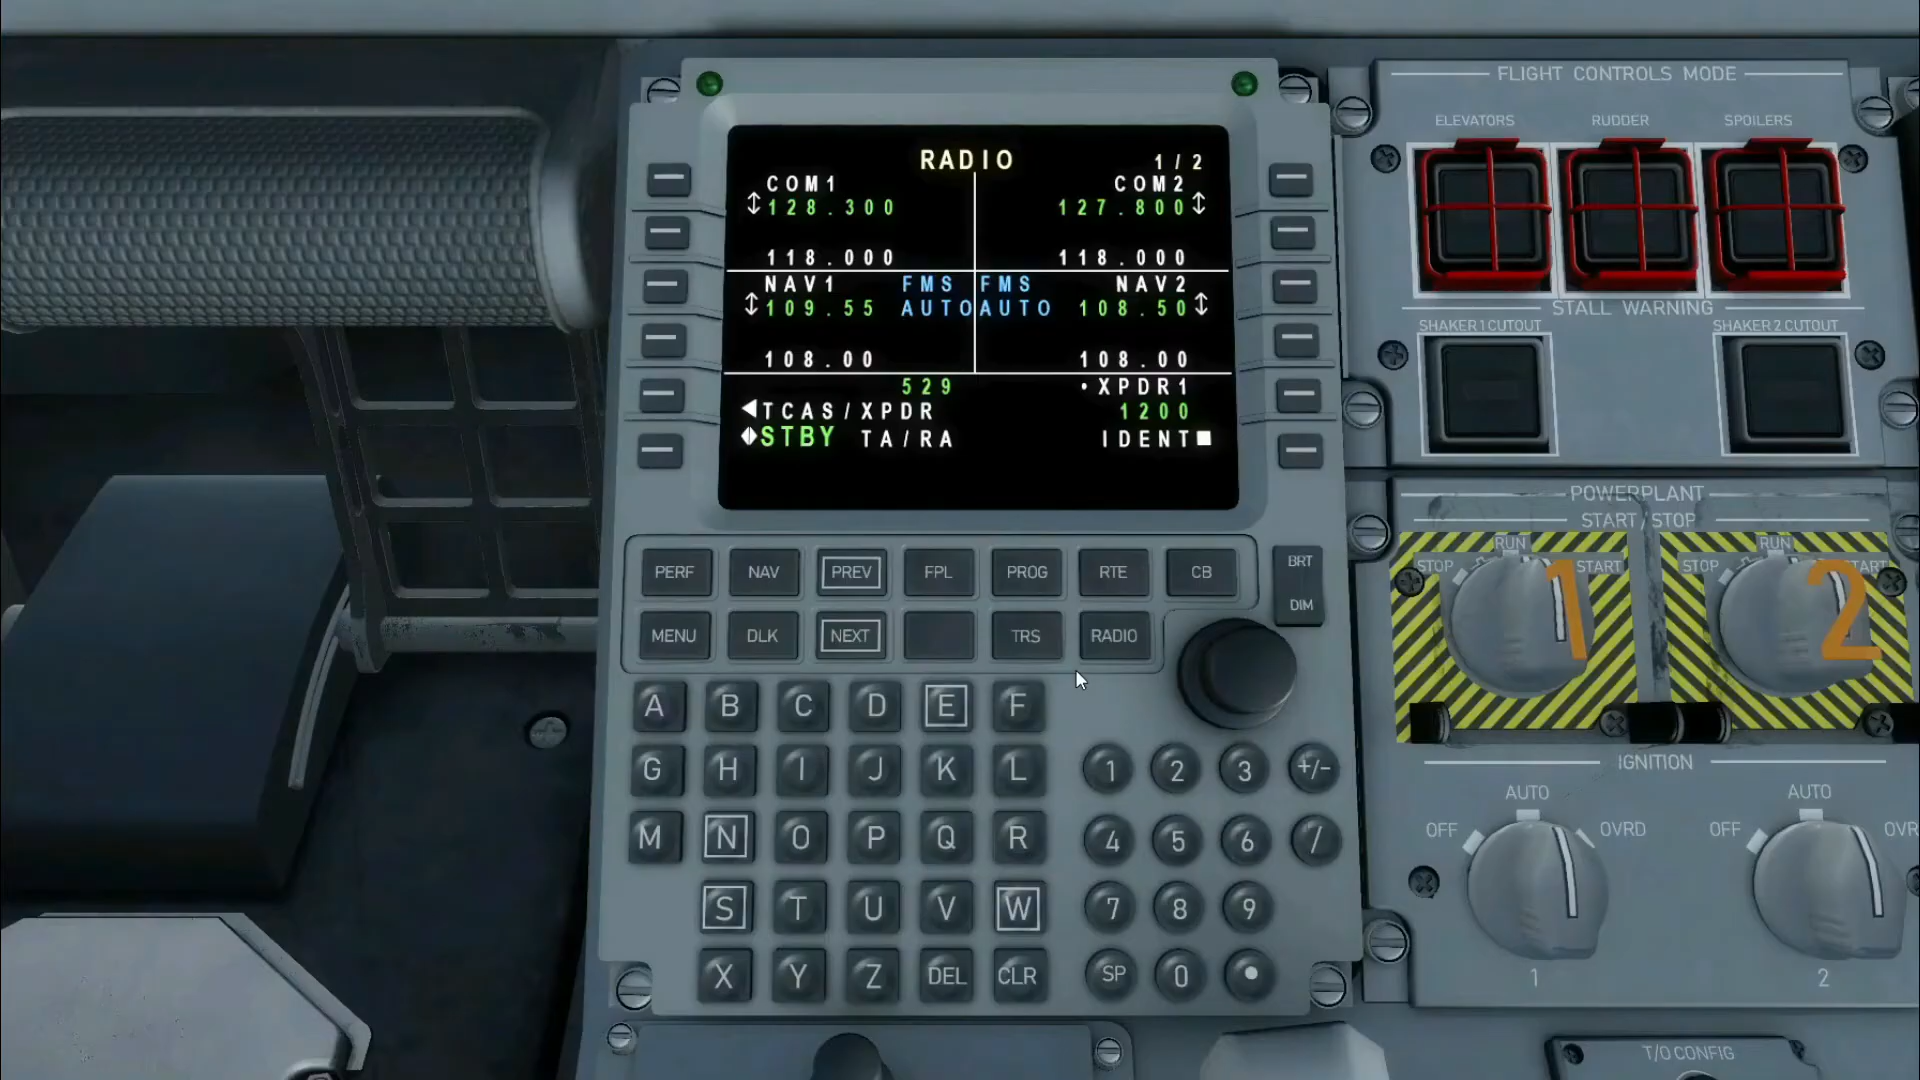 RADIO 1/2
COM1 COM2
128.300 127.800
118.000 118.000
NAV1 FMS FMS NAV2
109.55 AUTO AUTO 108.50
108.00 108.00
529 XPDR1
TCAS/XPDR 1200
STBY TA/RA IDENT
PERF NAV PREV FPL PROG RTE CB
MENU DLK NEXT TRS RADIO
BRT
DIM
A B C D E F
G H I J K L 1 2 3 +/-
M N O P Q R 4 5 6 /
S T U V W 7 8 9
X Y Z DEL CLR SP 0 •
FLIGHT CONTROLS MODE
ELEVATORS RUDDER SPOILERS
STALL WARNING
SHAKER 1 CUTOUT SHAKER 2 CUTOUT
POWERPLANT
START/STOP
RUN RUN
STOP START STOP START
1 2
IGNITION
AUTO AUTO
OFF OVRD OFF OVR
1 2
T/O CONFIG